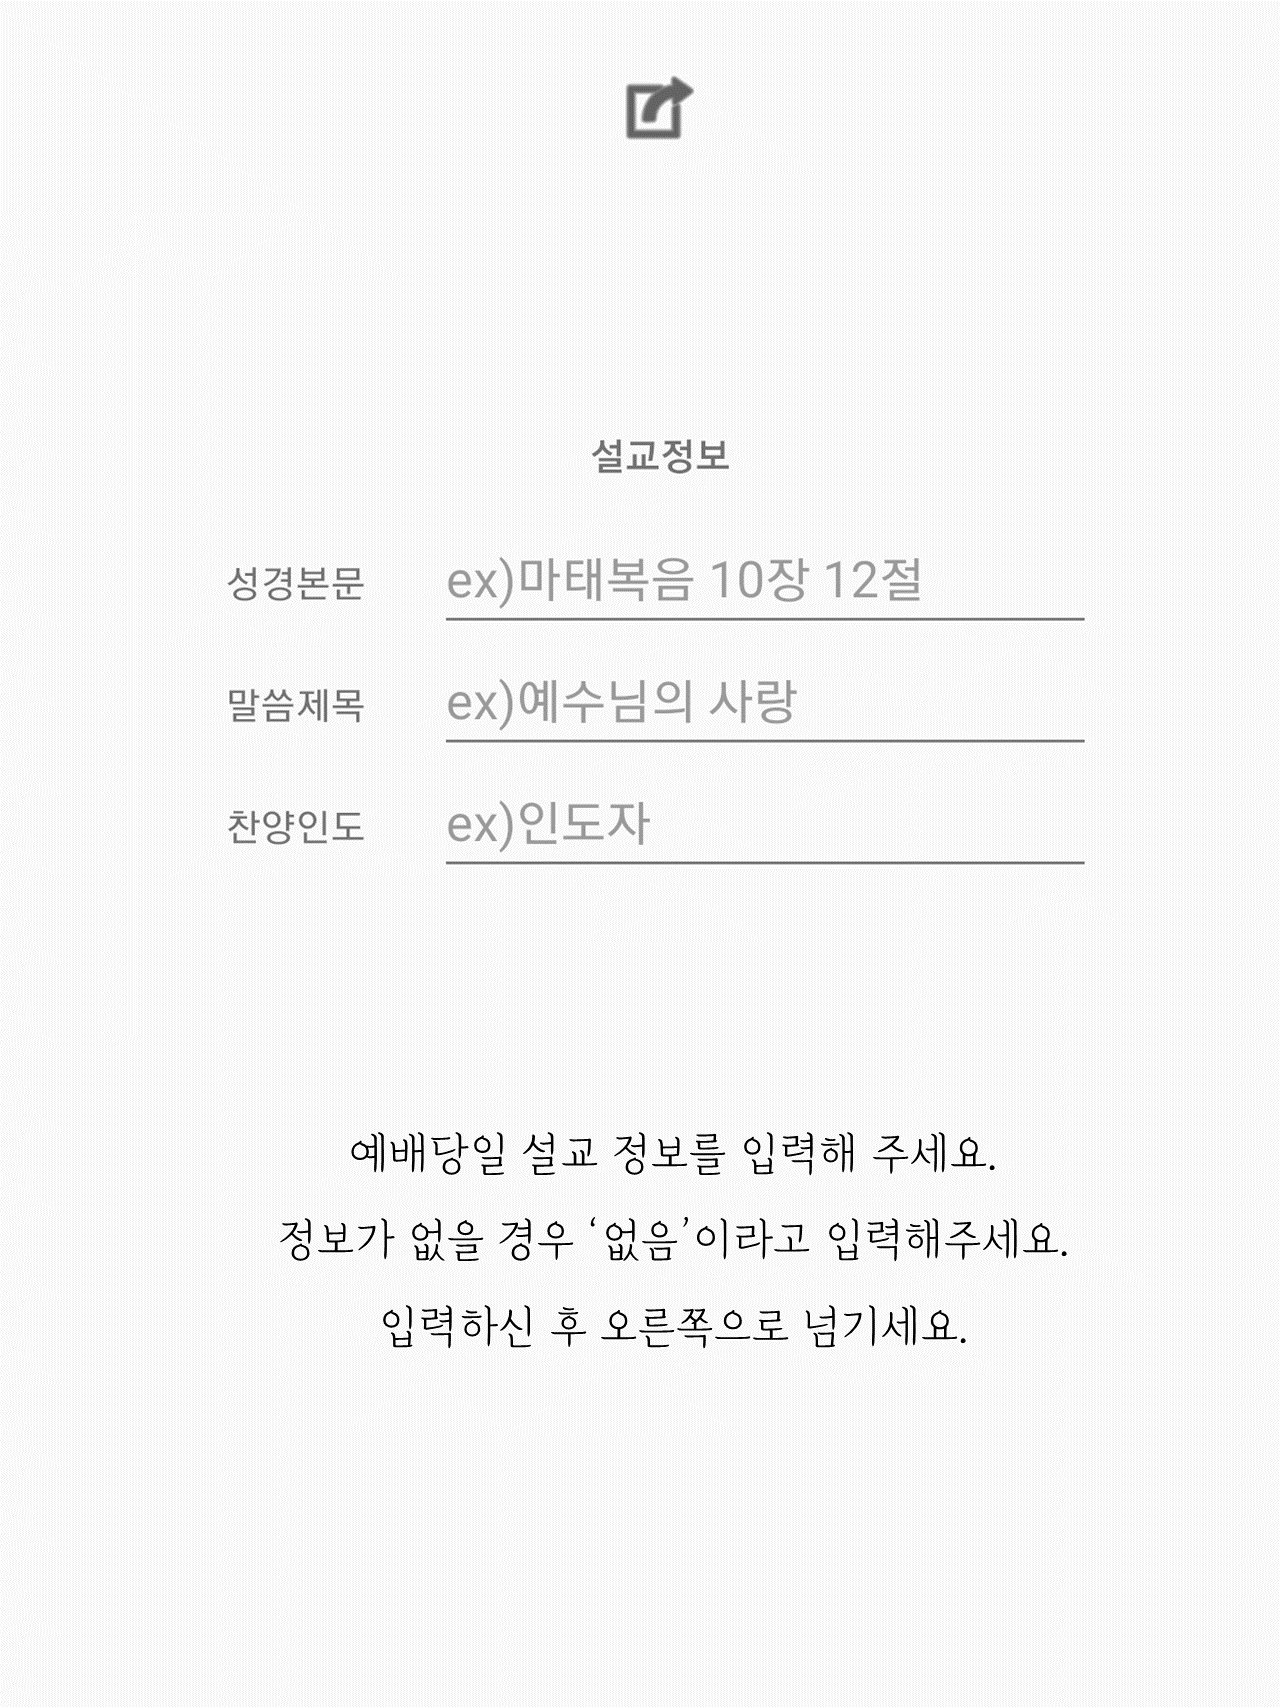 설교정보
성경본문 ex)마태복음 10장 12절
말씀제목 ex)예수님의 사랑
찬양인도 ex)인도자
예배당일 설교 정보를 입력해 주세요.
정보가 없을 경우 ‘없음’이라고 입력해주세요.
입력하신 후 오른쪽으로 넘기세요.